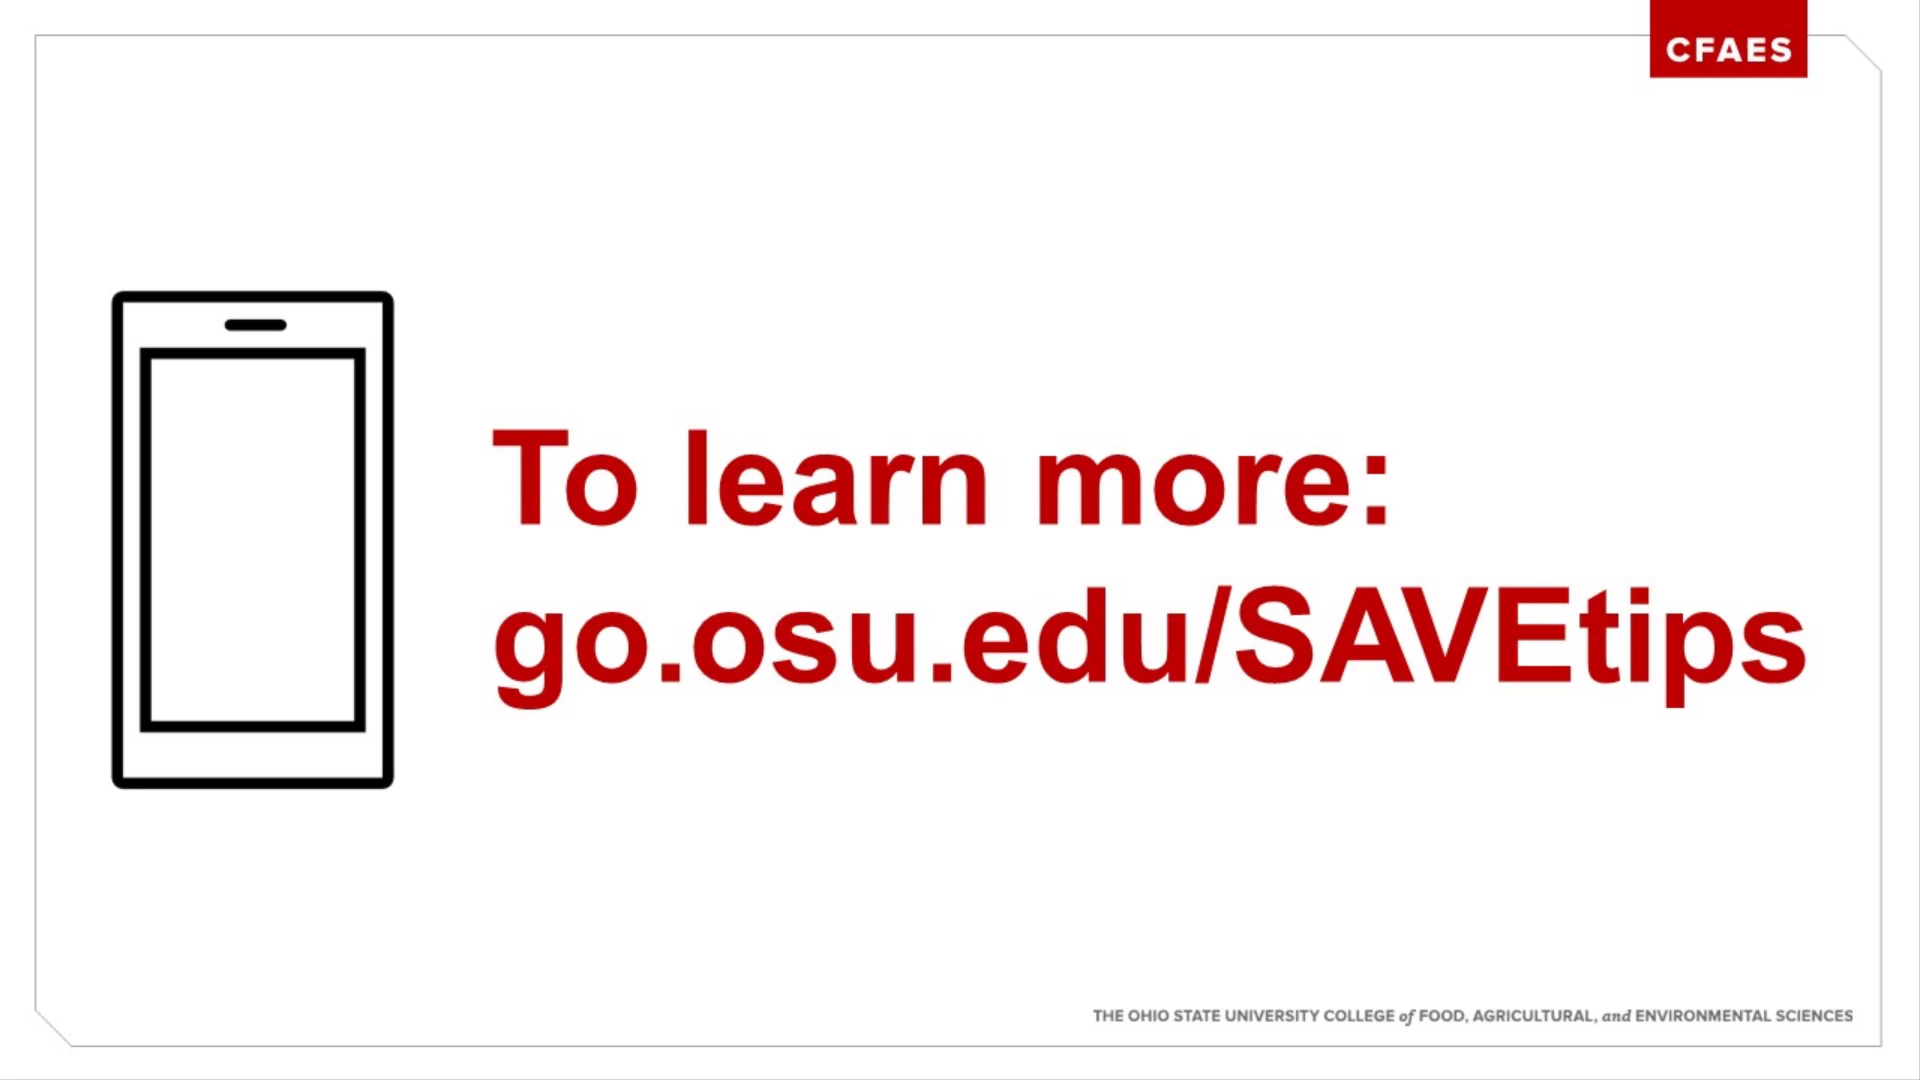 CFAES
To learn more:
go.osu.edu/SAVEtips
THE OHIO STATE UNIVERSITY COLLEGE of FOOD, AGRICULTURAL, and ENVIRONMENTAL SCIENCES